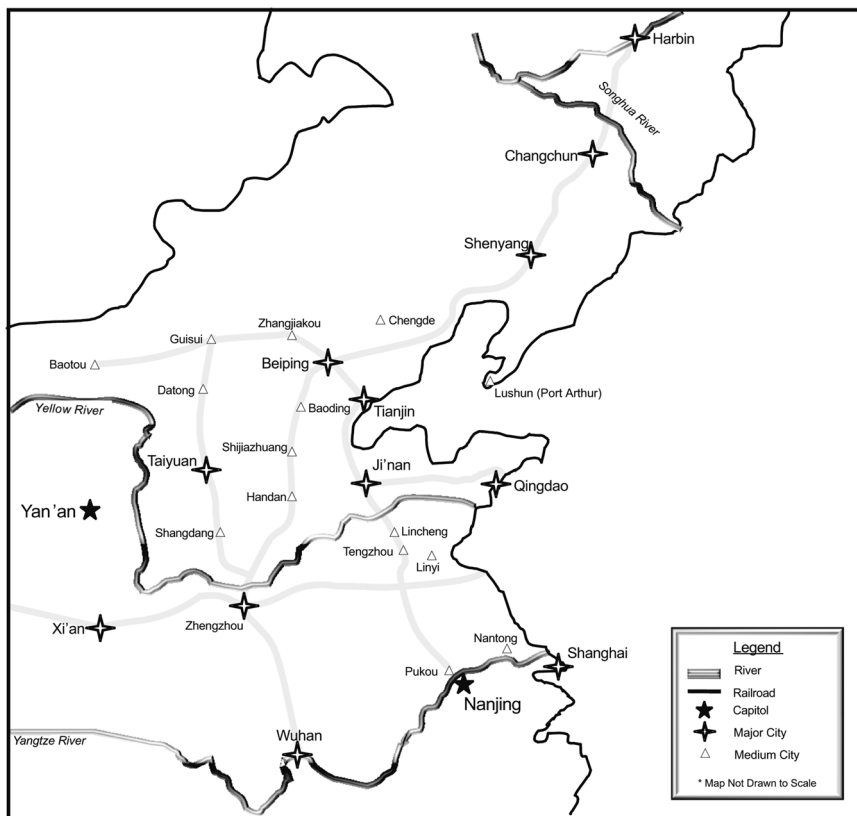 Harbin
Songhua River
Changchun
Shenyang
Zhangjiakou
Chengde
Guisui
Beiping
Baotou
Lushun (Port Arthur)
Datong
Tianjin
Baoding
Yellow River
Shijiazhuang
Taiyuan
Ji’nan
Qingdao
Handan
Yan’an
Shangdang
Lincheng
Tengzhou
Linyi
Xi’an
Zhengzhou
Nantong
Shanghai
Pukou
Nanjing
Wuhan
Yangtze River
Legend
River
Railroad
Capitol
Major City
Medium City
* Map Not Drawn to Scale